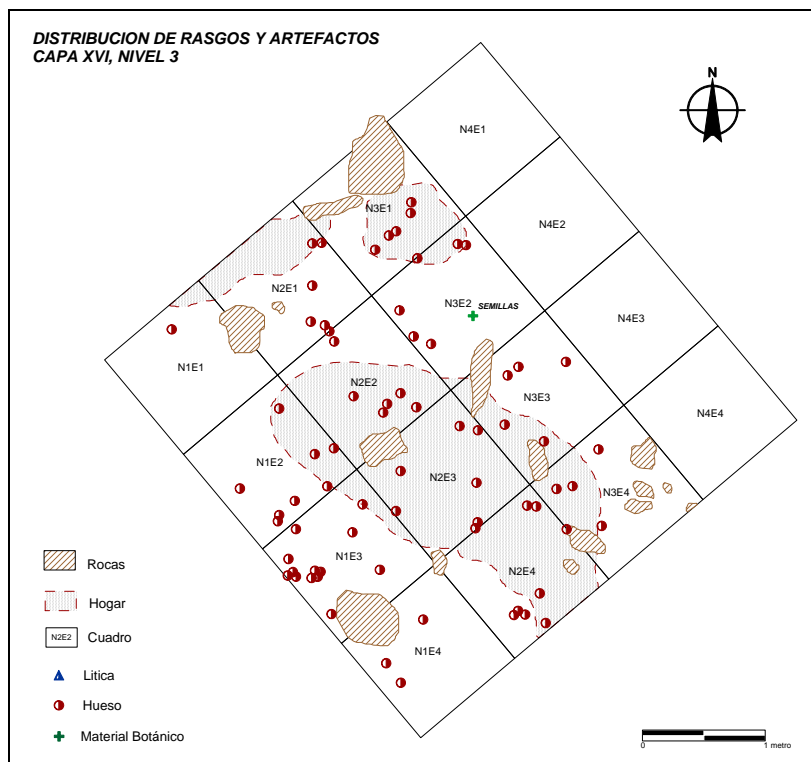 DISTRIBUCION DE RASGOS Y ARTEFACTOS
CAPA XVI, NIVEL 3
N
N4E1
N3E1
N4E2
N2E1
N3E2
SEMILLAS
N4E3
N1E1
N2E2
N3E3
N4E4
N1E2
N2E3
N3E4
N1E3
N2E4
N1E4
Rocas
Hogar
N2E2 Cuadro
Litica
Hueso
Material Botánico
0 1 metro